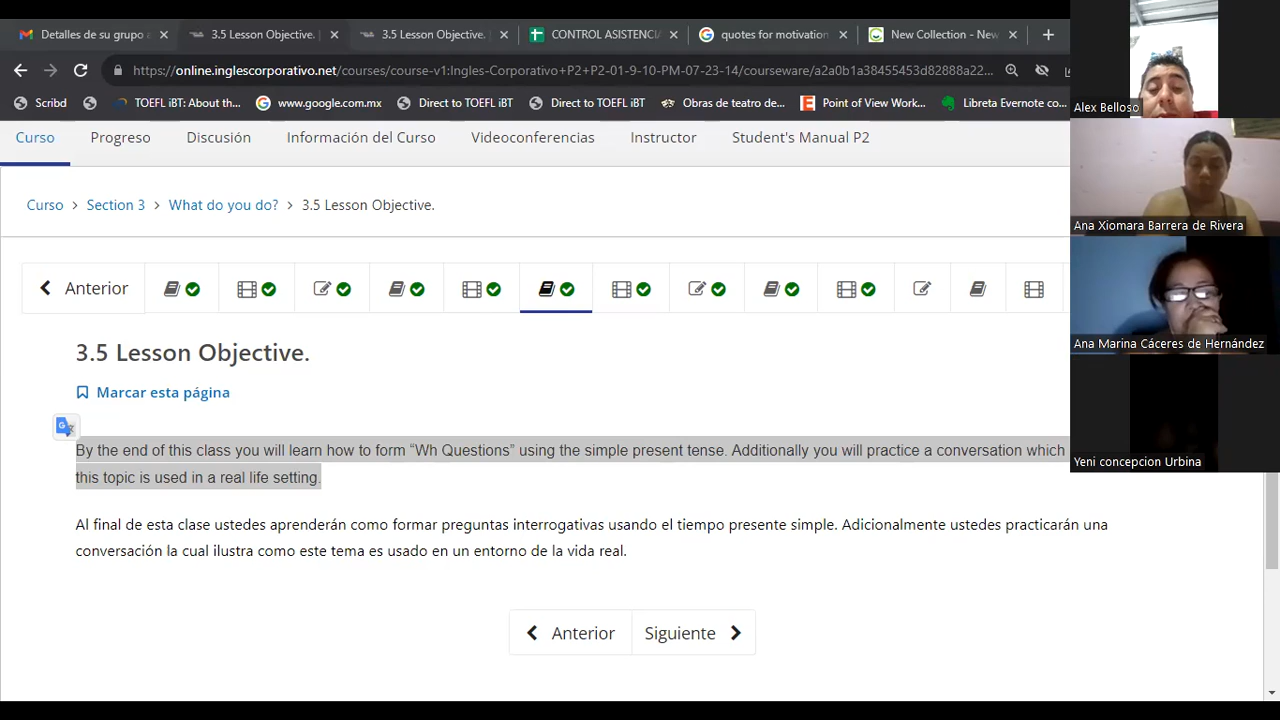 Detalles de su grupo
3.5 Lesson Objective.
3.5 Lesson Objective.
CONTROL ASISTENCI
quotes for motivation
New Collection - New
https://online.inglescorporativo.net/courses/course-v1:Ingles-Corporativo+P2+P2-01-9-10-PM-07-23-14/courseware/a2a0b1a38455453d82888a22...
Scribd
TOEFL iBT: About th...
www.google.com.mx
Direct to TOEFL iBT
Direct to TOEFL iBT
Obras de teatro de...
Point of View Work...
Libreta Evernote co...
Curso
Progreso
Discusión
Información del Curso
Videoconferencias
Instructor
Student's Manual P2
Curso > Section 3 > What do you do? > 3.5 Lesson Objective.
Anterior
3.5 Lesson Objective.
Marcar esta página
By the end of this class you will learn how to form “Wh Questions” using the simple present tense. Additionally you will practice a conversation which
this topic is used in a real life setting.
Al final de esta clase ustedes aprenderán como formar preguntas interrogativas usando el tiempo presente simple. Adicionalmente ustedes practicarán una
conversación la cual ilustra como este tema es usado en un entorno de la vida real.
Anterior
Siguiente
Alex Belloso
Ana Xiomara Barrera de Rivera
Ana Marina Cáceres de Hernández
Yeni concepcion Urbina